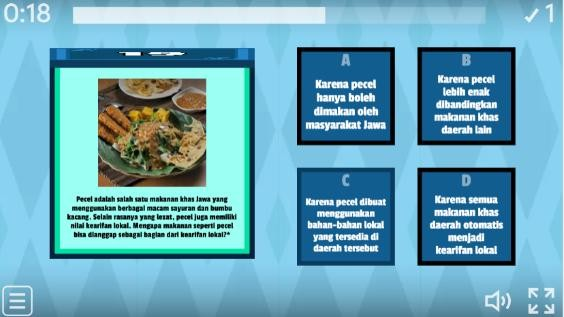 0:18
✓1
Pecel adalah salah satu makanan khas Jawa yang
menggunakan berbagai macam sayuran dan bumbu
kacang. Selain rasanya yang lezat, pecel juga memiliki
nilai kearifan lokal. Mengapa makanan seperti pecel
bisa dianggap sebagai bagian dari kearifan lokal?*
A
Karena pecel
hanya boleh
dimakan oleh
masyarakat Jawa
B
Karena pecel
lebih enak
dibandingkan
makanan khas
daerah lain
C
Karena pecel dibuat
menggunakan
bahan-bahan lokal
yang tersedia di
daerah tersebut
D
Karena semua
makanan khas
daerah otomatis
menjadi
kearifan lokal